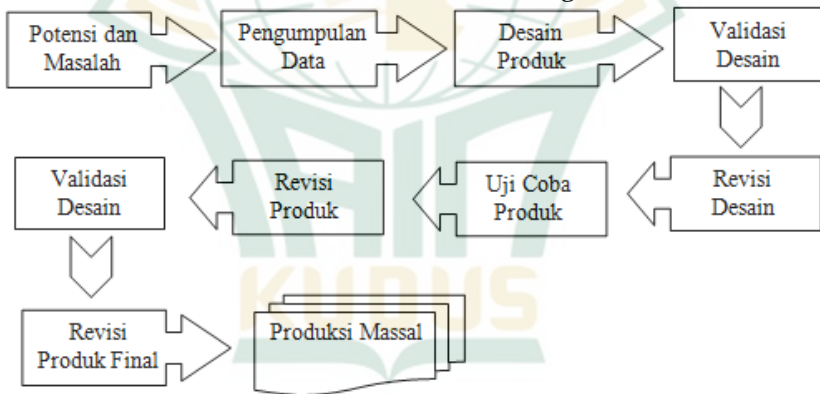 Potensi dan
Masalah
Pengumpulan
Data
Desain
Produk
Validasi
Desain
Validasi
Desain
Revisi
Produk
Uji Coba
Produk
Revisi
Desain
Revisi
Produk Final
Produksi Massal
KUDUS